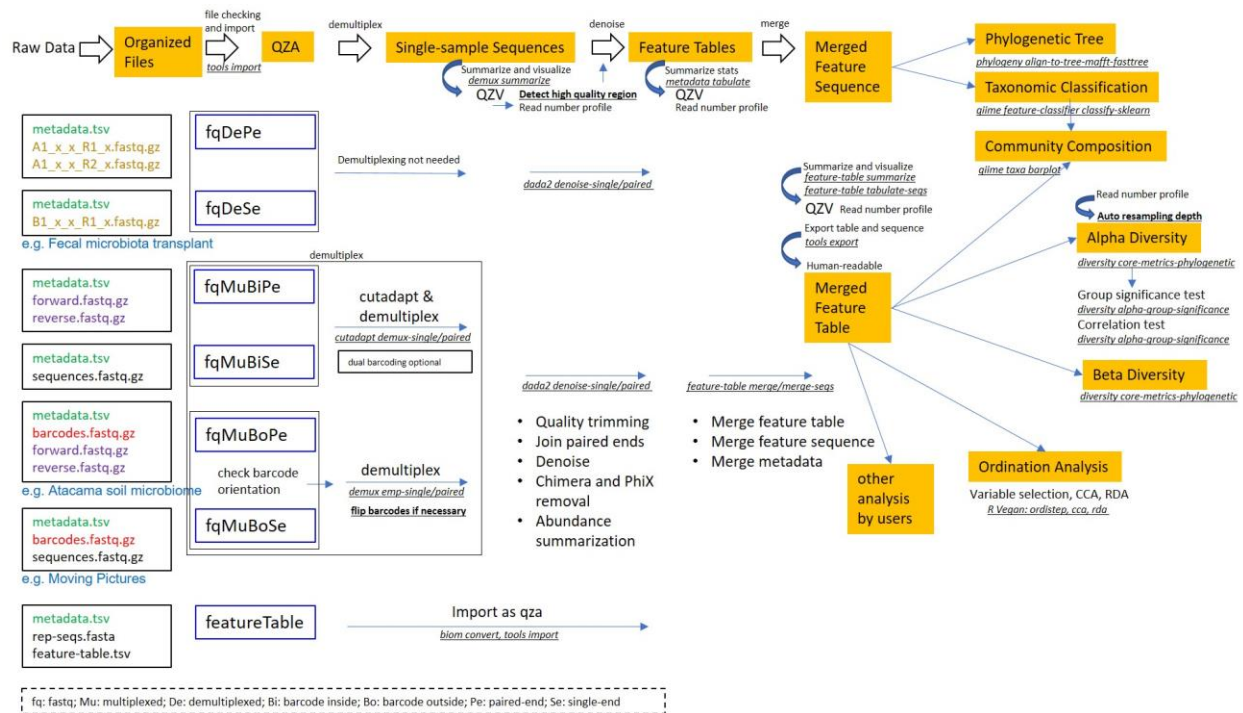 Raw Data
Organized
Files
file checking
and import
tools import
QZA
demultiplex
Single-sample Sequences
denoise
Feature Tables
merge
Merged
Feature
Sequence
Phylogenetic Tree
phylogeny align-to-tree-mafft-fasttree
Taxonomic Classification
qiime feature-classifier classify-sklearn
Community Composition
qiime taxa barplot
Summarize and visualize
demux summarize
QZV
Detect high quality region
Read number profile
Summarize stats
metadata tabulate
QZV
Read number profile
metadata.tsv
A1_x_x_R1_x.fastq.gz
A1_x_x_R2_x.fastq.gz
fqDePe
Demultiplexing not needed
dada2 denoise-single/paired
metadata.tsv
B1_x_x_R1_x.fastq.gz
fqDeSe
e.g. Fecal microbiota transplant
Summarize and visualize
feature-table summarize
feature-table tabulate-seqs
QZV Read number profile
Export table and sequence
tools export
Human-readable
Merged
Feature
Table
Read number profile
Auto resampling depth
Alpha Diversity
diversity core-metrics-phylogenetic
Group significance test
diversity alpha-group-significance
Correlation test
diversity alpha-group-significance
Beta Diversity
diversity core-metrics-phylogenetic
demultiplex
metadata.tsv
forward.fastq.gz
reverse.fastq.gz
fqMuBiPe
cutadapt &
demultiplex
cutadapt demux-single/paired
dual barcoding optional
metadata.tsv
sequences.fastq.gz
fqMuBiSe
metadata.tsv
barcodes.fastq.gz
forward.fastq.gz
reverse.fastq.gz
e.g. Atacama soil microbiome
fqMuBoPe
check barcode
orientation
demultiplex
demux emp-single/paired
flip barcodes if necessary
fqMuBoSe
metadata.tsv
barcodes.fastq.gz
sequences.fastq.gz
e.g. Moving Pictures
dada2 denoise-single/paired
• Quality trimming
• Join paired ends
• Denoise
• Chimera and PhiX
removal
• Abundance
summarization
feature-table merge/merge-seqs
• Merge feature table
• Merge feature sequence
• Merge metadata
other
analysis
by users
Ordination Analysis
Variable selection, CCA, RDA
R Vegan: ordistep, cca, rda
metadata.tsv
rep-seqs.fasta
feature-table.tsv
featureTable
Import as qza
biom convert, tools import
fq: fastq; Mu: multiplexed; De: demultiplexed; Bi: barcode inside; Bo: barcode outside; Pe: paired-end; Se: single-end